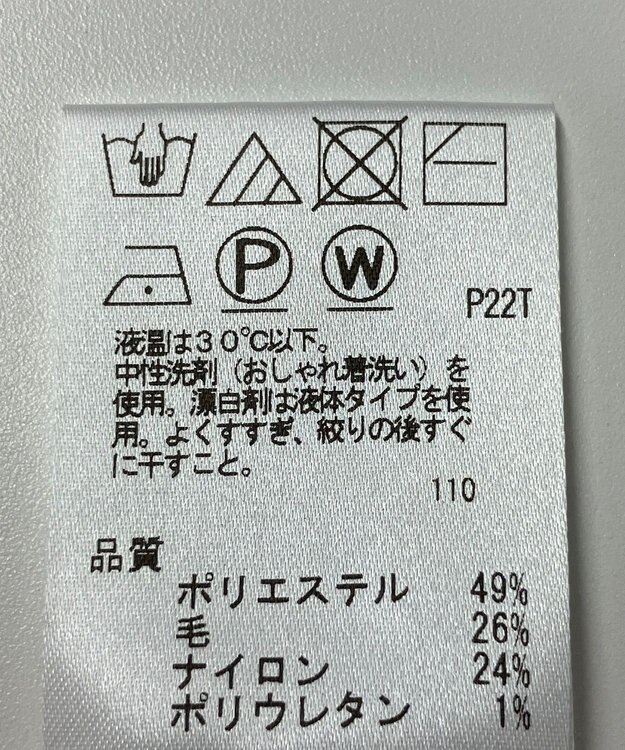 P
W
P22T
液温は30℃以下。
中性洗剤（おしゃれ着洗い）を
使用。漂白剤は液体タイプを使
用。よくすすぎ、絞りの後すぐ
に干すこと。
110
品質
ポリエステル 49%
毛 26%
ナイロン 24%
ポリウレタン 1%